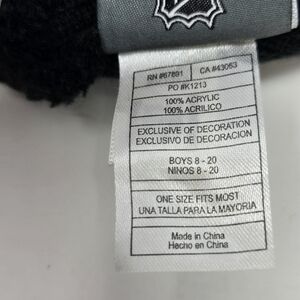 RN #67891 CA #43063
PO #K1213
100% ACRYLIC
100% ACRILICO
EXCLUSIVE OF DECORATION
EXCLUSIVO DE DECORACION
BOYS 8 - 20
NINOS 8 - 20
ONE SIZE FITS MOST
UNA TALLA PARA LA MAYORIA
Made in China
Hecho en China